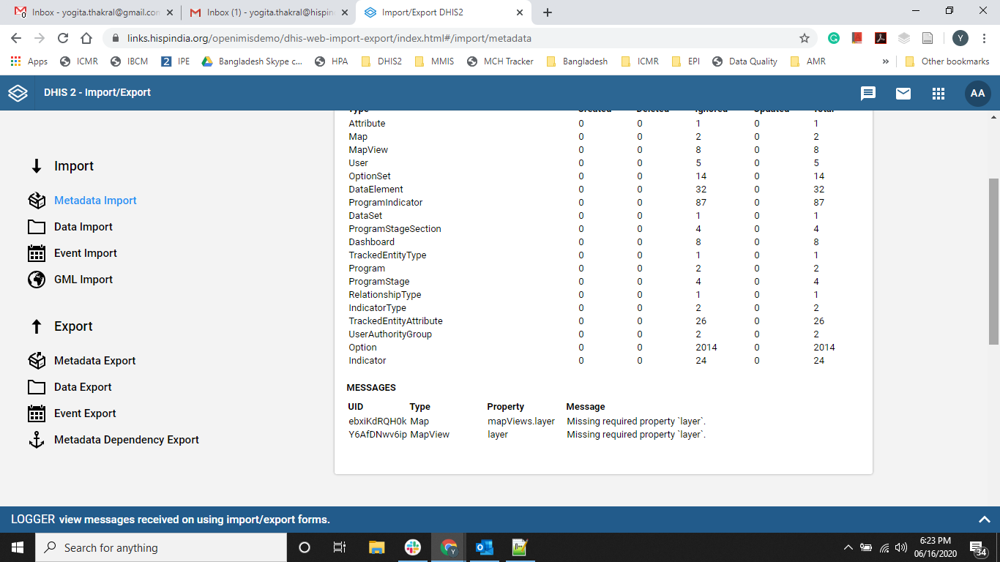 Inbox - yogita.thakral@gmail.con
Inbox (1) - yogita.thakral@hispin
Import/Export DHIS2
links.hispindia.org/openimisdemo/dhis-web-import-export/index.html#/import/metadata
Y
Apps
ICMR
IBCM
2 IPE
Bangladesh Skype c...
HPA
DHIS2
MMIS
MCH Tracker
Bangladesh
ICMR
EPI
Data Quality
AMR
»
Other bookmarks
DHIS 2 - Import/Export
AA
Import
Metadata Import
Data Import
Event Import
GML Import
Export
Metadata Export
Data Export
Event Export
Metadata Dependency Export
Type Created Deleted Ignored Updated Total
Attribute 0 0 1 0 1
Map 0 0 2 0 2
MapView 0 0 8 0 8
User 0 0 5 0 5
OptionSet 0 0 14 0 14
DataElement 0 0 32 0 32
ProgramIndicator 0 0 87 0 87
DataSet 0 0 1 0 1
ProgramStageSection 0 0 4 0 4
Dashboard 0 0 8 0 8
TrackedEntityType 0 0 1 0 1
Program 0 0 2 0 2
ProgramStage 0 0 4 0 4
RelationshipType 0 0 1 0 1
IndicatorType 0 0 2 0 2
TrackedEntityAttribute 0 0 26 0 26
UserAuthorityGroup 0 0 2 0 2
Option 0 0 2014 0 2014
Indicator 0 0 24 0 24
MESSAGES
UID Type Property Message
ebxiKdRQH0k Map mapViews.layer Missing required property `layer`.
Y6AfDNwv6ip MapView layer Missing required property `layer`.
LOGGER view messages received on using import/export forms.
Search for anything
6:23 PM
06/16/2020
34